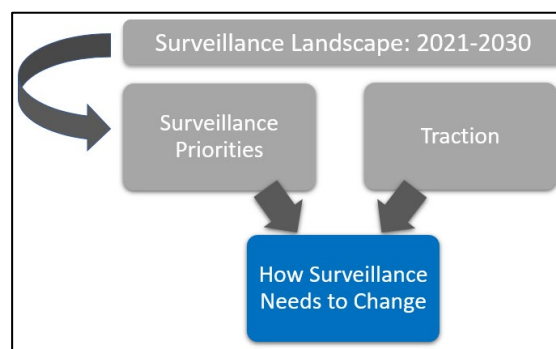 Surveillance Landscape: 2021-2030
Surveillance
Priorities
Traction
How Surveillance
Needs to Change